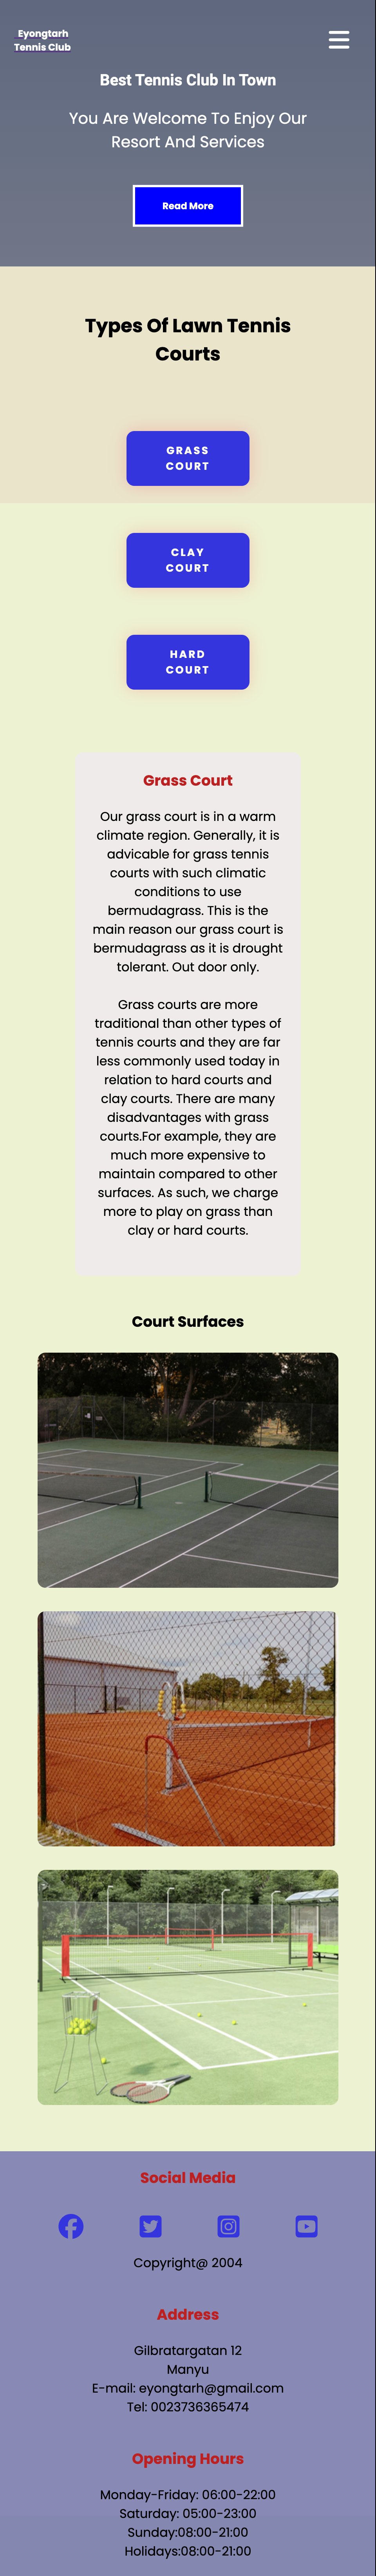 Eyongtarh
Tennis Club
Best Tennis Club In Town
You Are Welcome To Enjoy Our
Resort And Services
Read More
Types Of Lawn Tennis
Courts
GRASS
COURT
CLAY
COURT
HARD
COURT
Grass Court
Our grass court is in a warm
climate region. Generally, it is
advicable for grass tennis
courts with such climatic
conditions to use
bermudagrass. This is the
main reason our grass court is
bermudagrass as it is drought
tolerant. Out door only.
Grass courts are more
traditional than other types of
tennis courts and they are far
less commonly used today in
relation to hard courts and
clay courts. There are many
disadvantages with grass
courts.For example, they are
much more expensive to
maintain compared to other
surfaces. As such, we charge
more to play on grass than
clay or hard courts.
Court Surfaces
Social Media
Copyright@ 2004
Address
Gilbratargatan 12
Manyu
E-mail: eyongtarh@gmail.com
Tel: 0023736365474
Opening Hours
Monday-Friday: 06:00-22:00
Saturday: 05:00-23:00
Sunday:08:00-21:00
Holidays:08:00-21:00